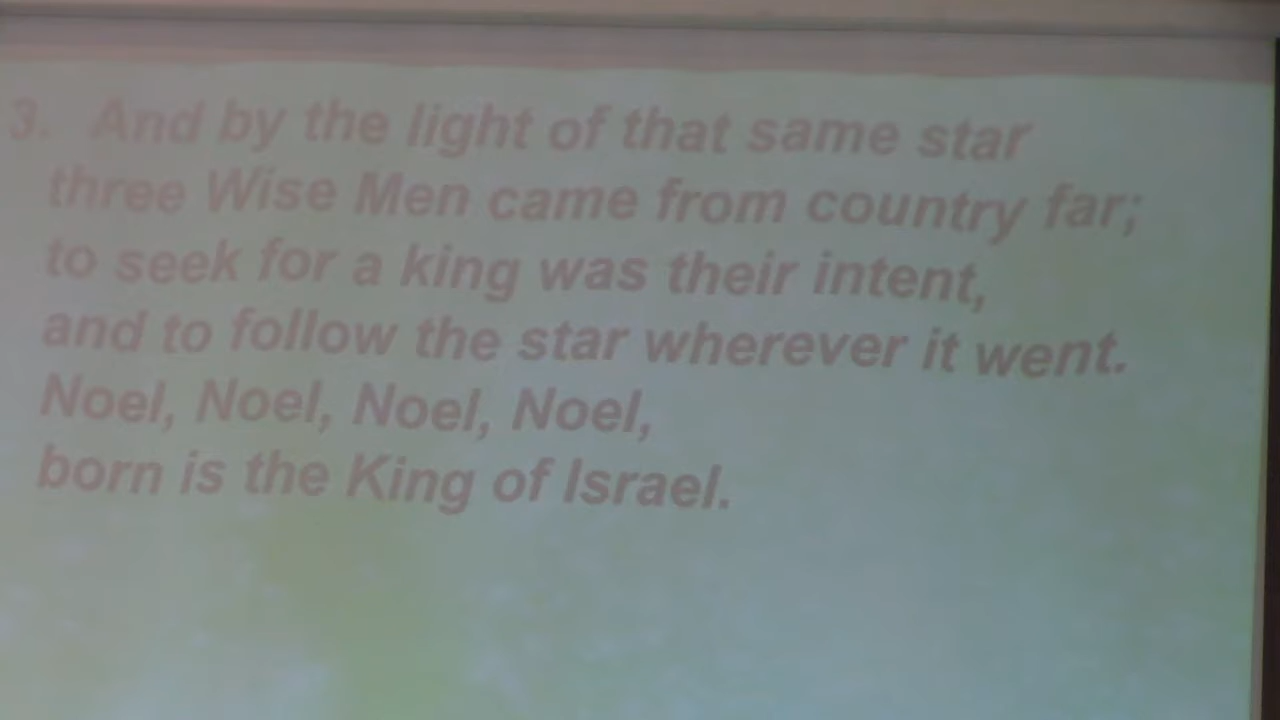 3. And by the light of that same star
three Wise Men came from country far;
to seek for a king was their intent,
and to follow the star wherever it went.
Noel, Noel, Noel, Noel,
born is the King of Israel.